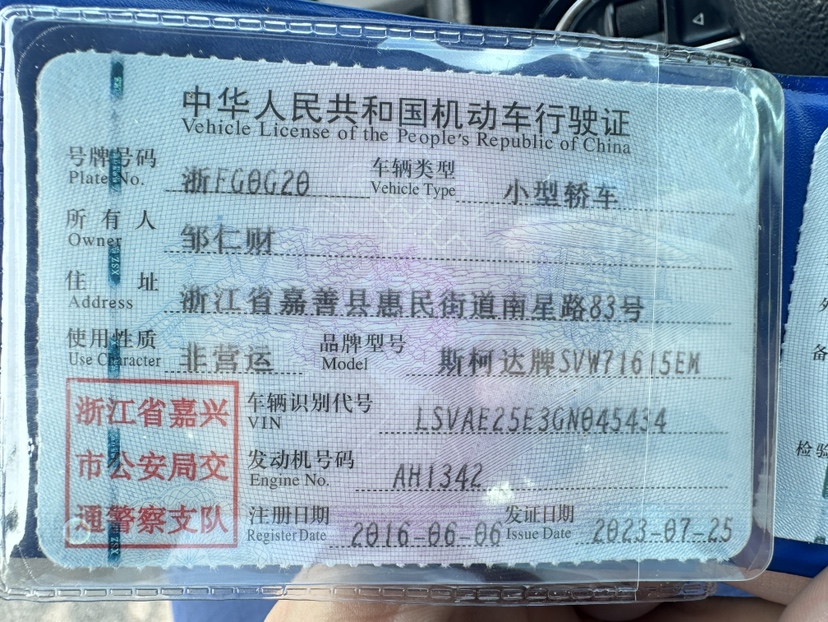 中华人民共和国机动车行驶证
Vehicle License of the People's Republic of China
号牌号码 浙FG0G20 车辆类型 小型轿车
Plate No. Vehicle Type
所有人 邹仁财
Owner
住址 浙江省嘉善县惠民街道南星路83号
Address
使用性质 非营运 品牌型号 斯柯达牌SVW71615EM
Use Character Model
浙江省嘉兴
市公安局交
通警察支队
车辆识别代号 LSVAE25E3GN045434
VIN
发动机号码 AH1342
Engine No.
注册日期 2016-06-06 发证日期 2023-07-25
Register Date Issue Date
备
检验